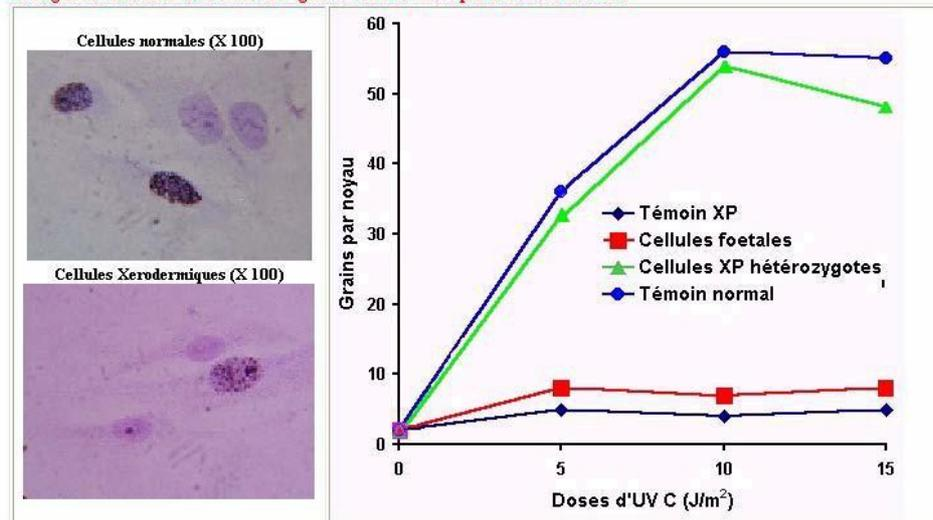 Cellules normales (X 100)
Cellules Xerodermiques (X 100)
60
50
40
30
20
10
0
Grains par noyau
Témoin XP
Cellules foetales
Cellules XP hétérozygotes
Témoin normal
0 5 10 15
Doses d'UV C (J/m²)